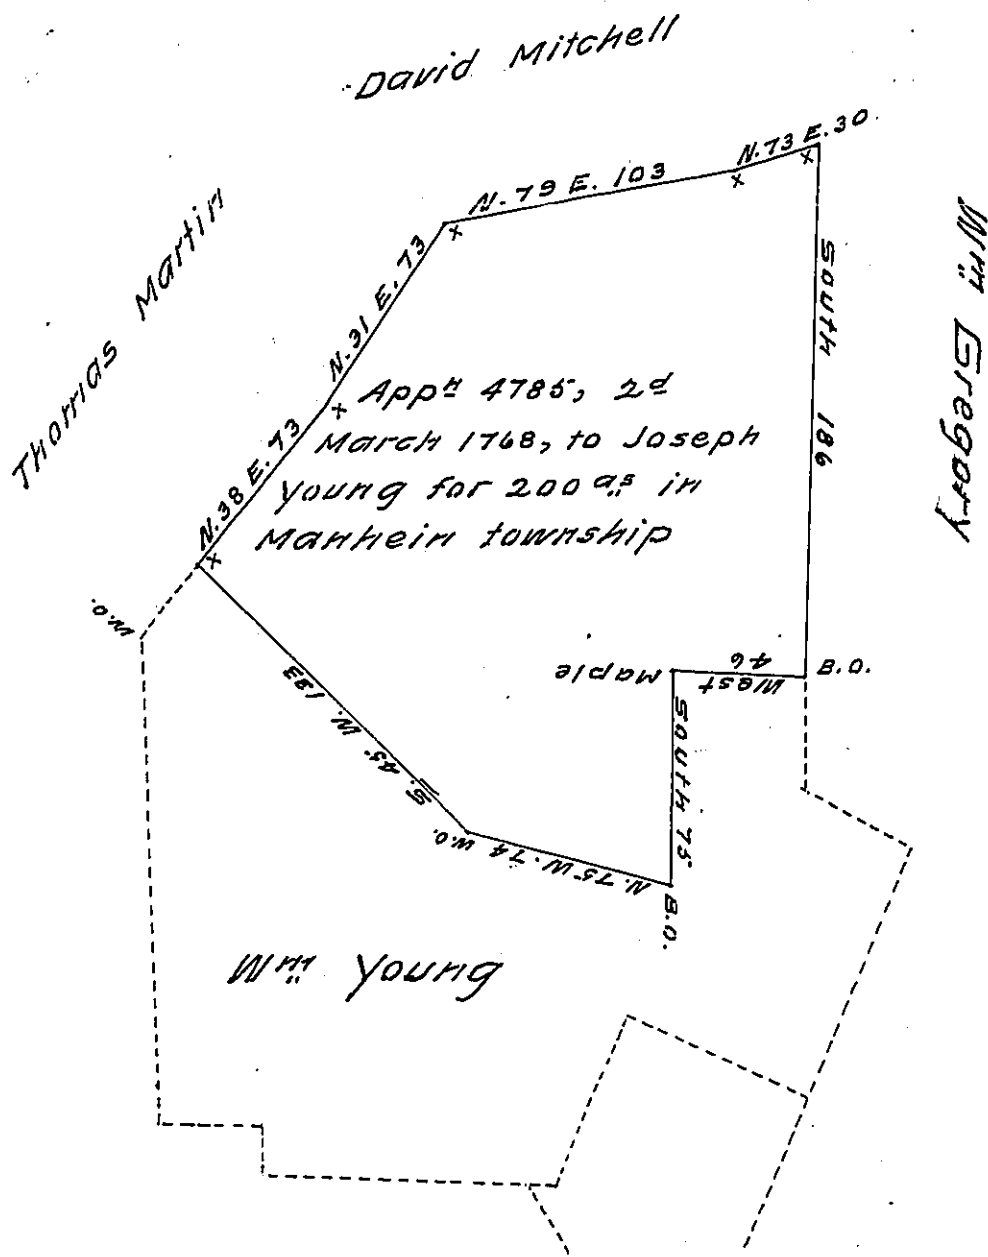 David Mitchell
Thomas Martin
Wm Gregory
N. 38 E. 73
N. 31 E. 73
N. 79 E. 103
N. 73 E. 30
South 186
B.O.
West 46
Maple
South 75
B.O.
N. 75 W. 74
W.O.
S. 45 W. 133
W.O.
x
x
x
x
x
Appn 4785, 2d
March 1768, to Joseph
Young for 200 as in
Manhein township
Wm Young